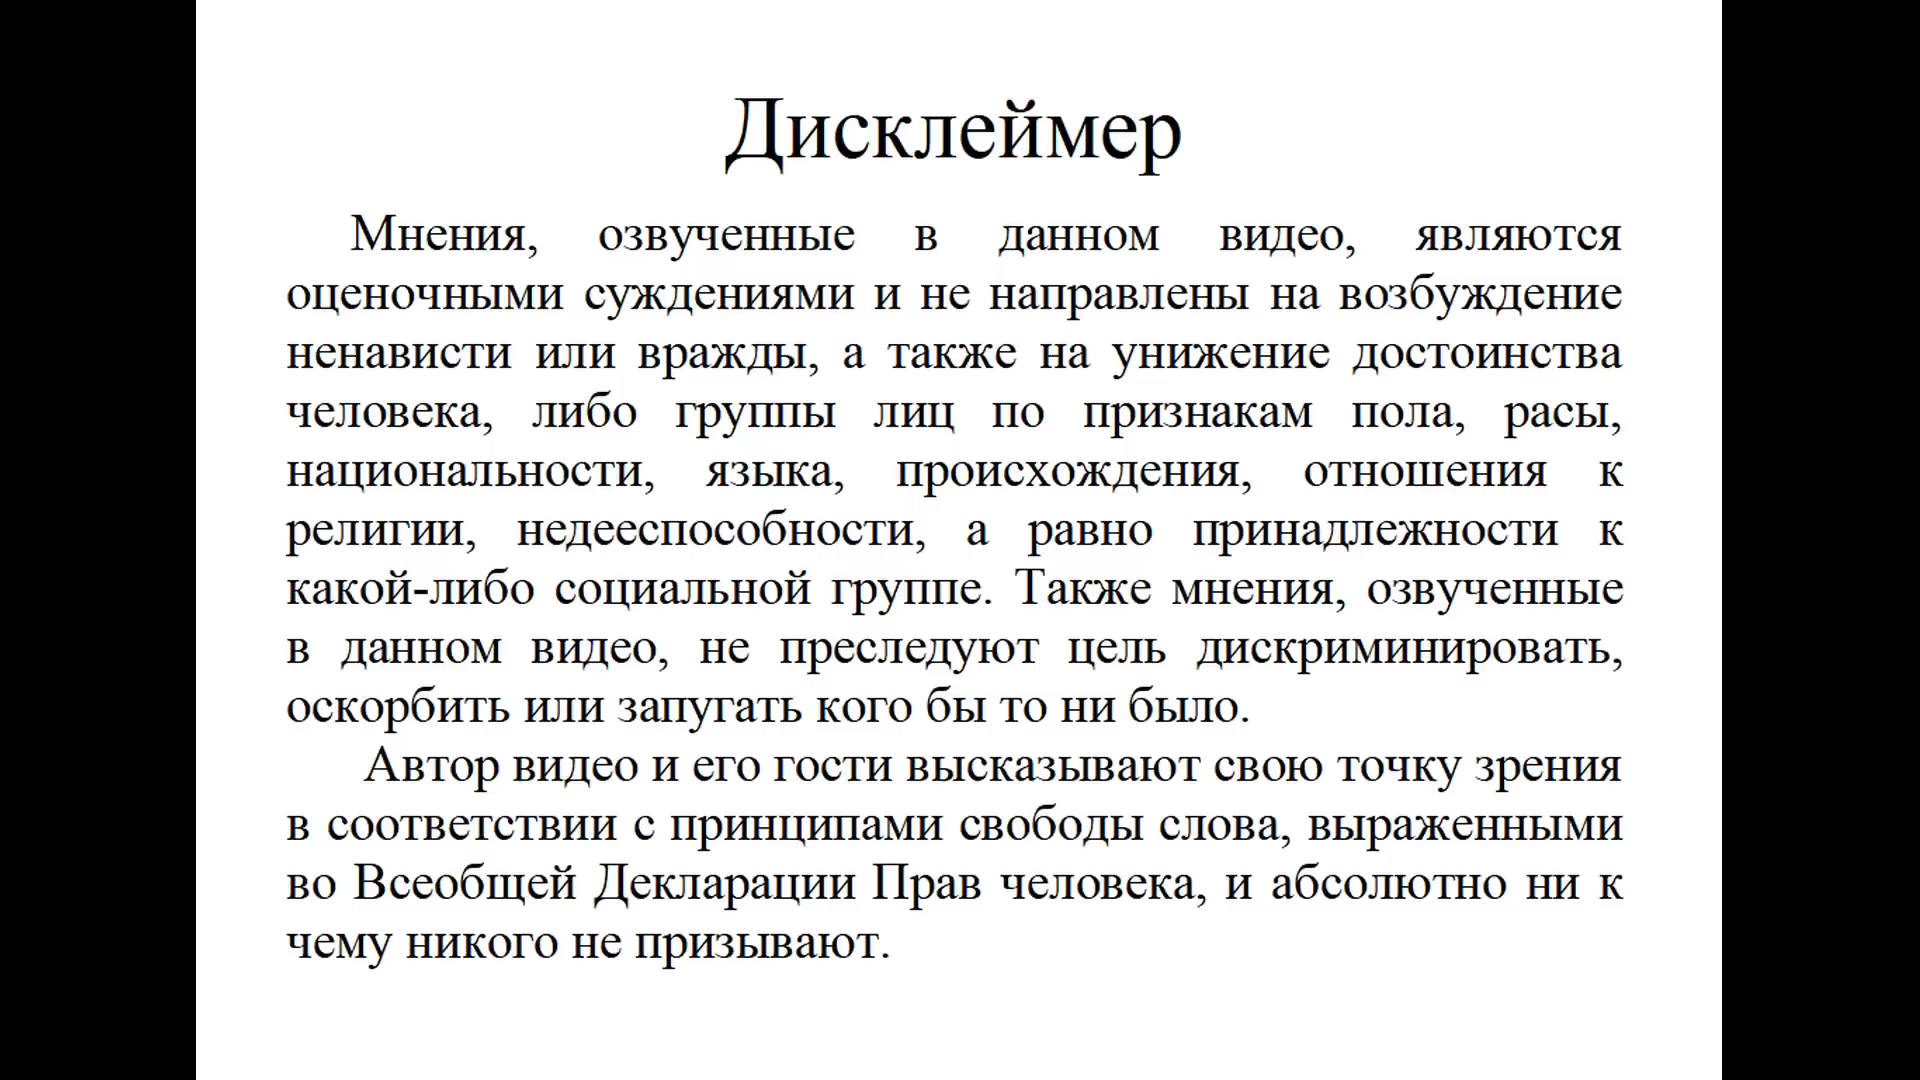 Дисклеймер
Мнения, озвученные в данном видео, являются
оценочными суждениями и не направлены на возбуждение
ненависти или вражды, а также на унижение достоинства
человека, либо группы лиц по признакам пола, расы,
национальности, языка, происхождения, отношения к
религии, недееспособности, а равно принадлежности к
какой-либо социальной группе. Также мнения, озвученные
в данном видео, не преследуют цель дискриминировать,
оскорбить или запугать кого бы то ни было.
Автор видео и его гости высказывают свою точку зрения
в соответствии с принципами свободы слова, выраженными
во Всеобщей Декларации Прав человека, и абсолютно ни к
чему никого не призывают.